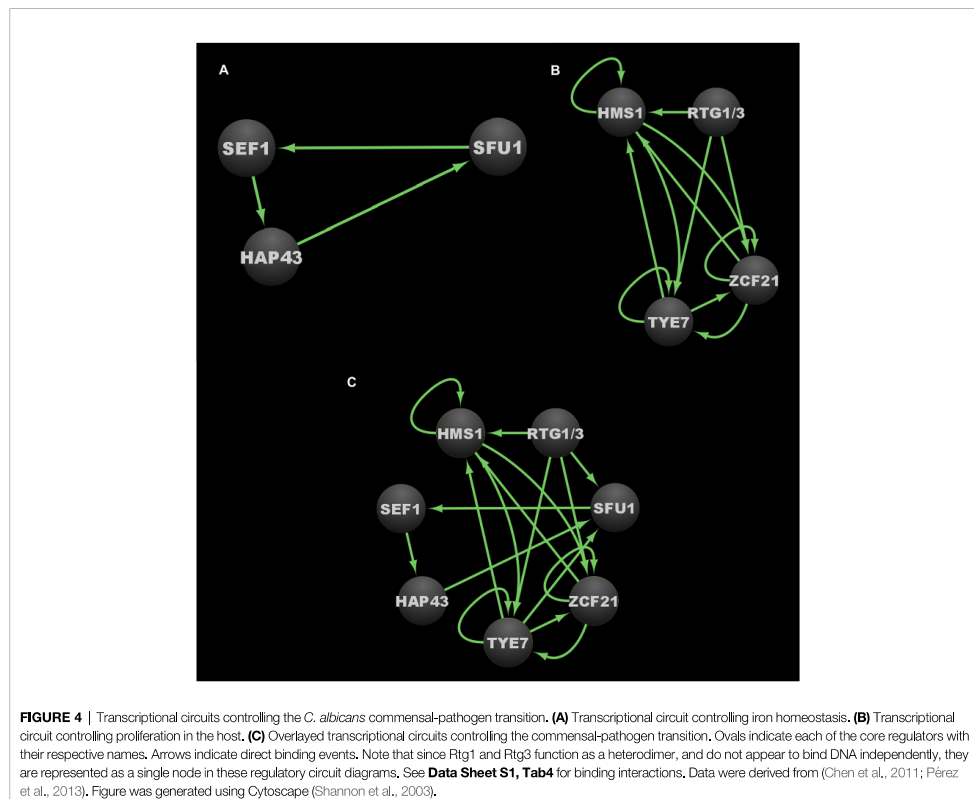 A
SEF1
SFU1
HAP43
B
HMS1
RTG1/3
ZCF21
TYE7
C
HMS1
RTG1/3
SEF1
SFU1
HAP43
ZCF21
TYE7
FIGURE 4 | Transcriptional circuits controlling the C. albicans commensal-pathogen transition. (A) Transcriptional circuit controlling iron homeostasis. (B) Transcriptional
circuit controlling proliferation in the host. (C) Overlayed transcriptional circuits controlling the commensal-pathogen transition. Ovals indicate each of the core regulators with
their respective names. Arrows indicate direct binding events. Note that since Rtg1 and Rtg3 function as a heterodimer, and do not appear to bind DNA independently, they
are represented as a single node in these regulatory circuit diagrams. See Data Sheet S1, Tab4 for binding interactions. Data were derived from (Chen et al., 2011; Pérez
et al., 2013). Figure was generated using Cytoscape (Shannon et al., 2003).